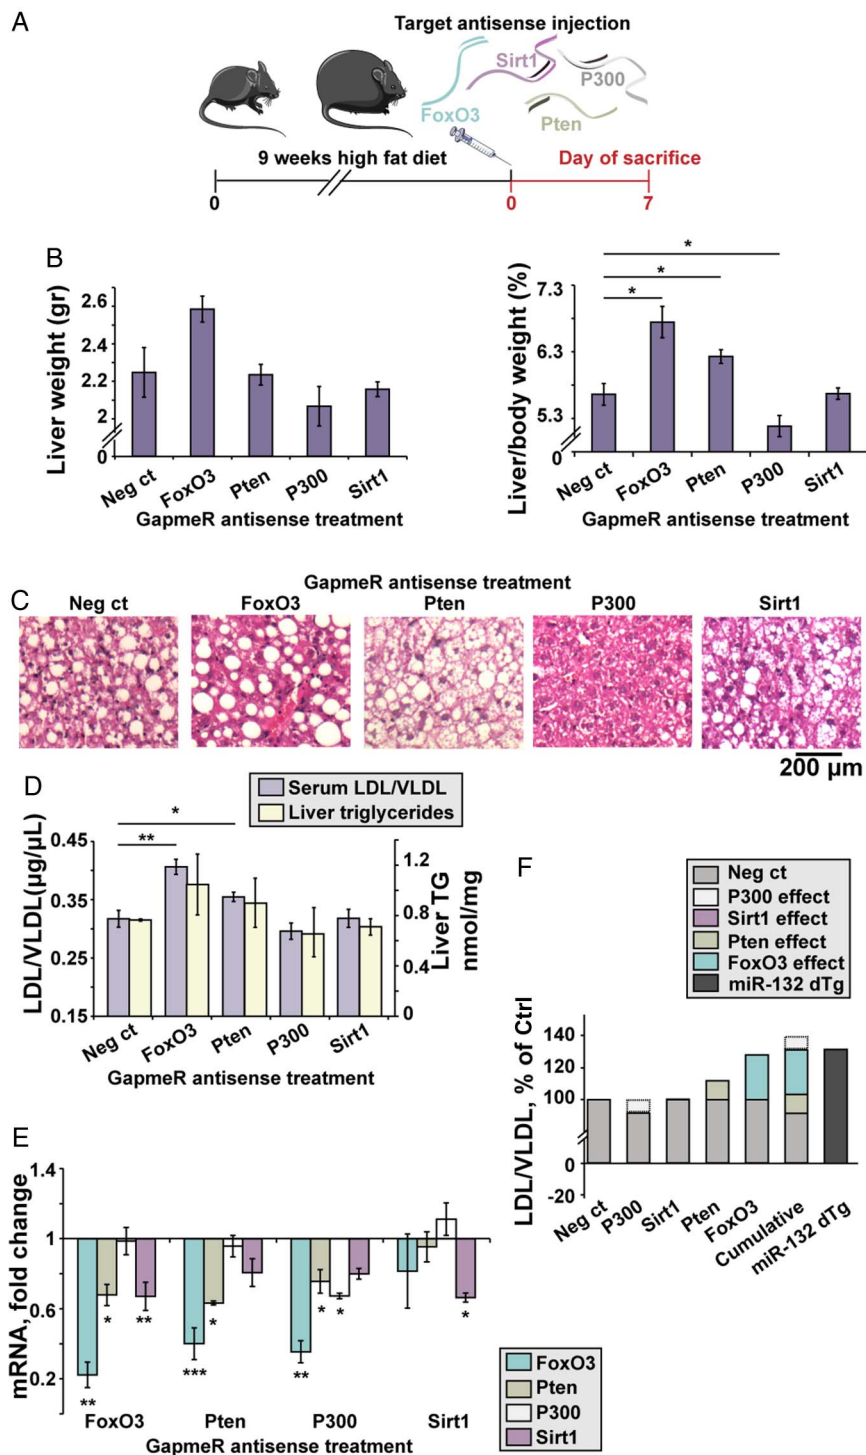 A
Target antisense injection
Sirt1
P300
FoxO3
Pten
9 weeks high fat diet
Day of sacrifice
0
0
7
B
Liver weight (gr)
2.6
2.4
2.2
2
0
Neg ct
FoxO3
Pten
P300
Sirt1
GapmeR antisense treatment
Liver/body weight (%)
*
*
*
7.3
6.3
5.3
0
Neg ct
FoxO3
Pten
P300
Sirt1
GapmeR antisense treatment
C
GapmeR antisense treatment
Neg ct
FoxO3
Pten
P300
Sirt1
200 µm
D
Serum LDL/VLDL
Liver triglycerides
*
**
LDL/VLDL(µg/µL)
0.45
0.35
0.25
0.15
1.2
0.8
0.4
0
Liver TG
nmol/mg
Neg ct
FoxO3
Pten
P300
Sirt1
GapmeR antisense treatment
F
Neg ct
P300 effect
Sirt1 effect
Pten effect
FoxO3 effect
miR-132 dTg
LDL/VLDL, % of Ctrl
140
120
100
0
-20
Neg ct
P300
Sirt1
Pten
FoxO3
Cumulative
miR-132 dTg
E
mRNA, fold change
1.4
1
0.6
0.2
**
*
**
***
*
**
*
*
*
FoxO3
Pten
P300
Sirt1
GapmeR antisense treatment
FoxO3
Pten
P300
Sirt1